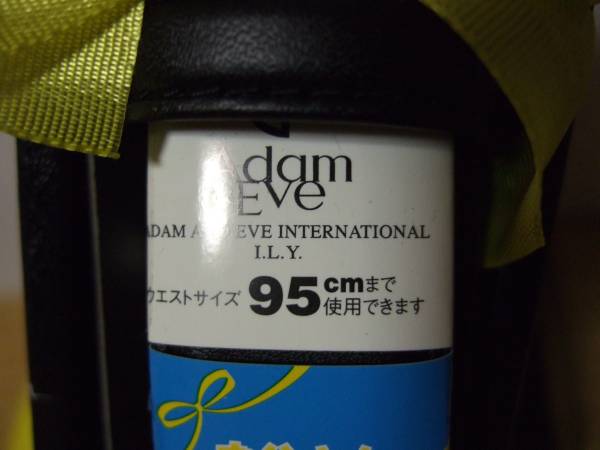 Adam
Eve
ADAM AND EVE INTERNATIONAL
I.L.Y.
ウエストサイズ 95cmまで
使用できます